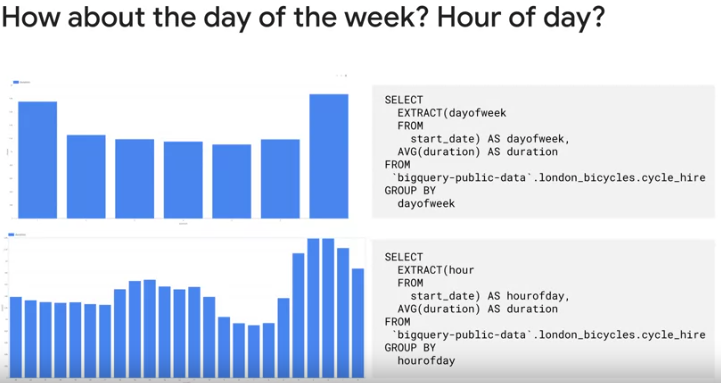 How about the day of the week? Hour of day?
SELECT
EXTRACT(dayofweek
FROM
start_date) AS dayofweek,
AVG(duration) AS duration
FROM
`bigquery-public-data`.london_bicycles.cycle_hire
GROUP BY
dayofweek
SELECT
EXTRACT(hour
FROM
start_date) AS hourofday,
AVG(duration) AS duration
FROM
`bigquery-public-data`.london_bicycles.cycle_hire
GROUP BY
hourofday